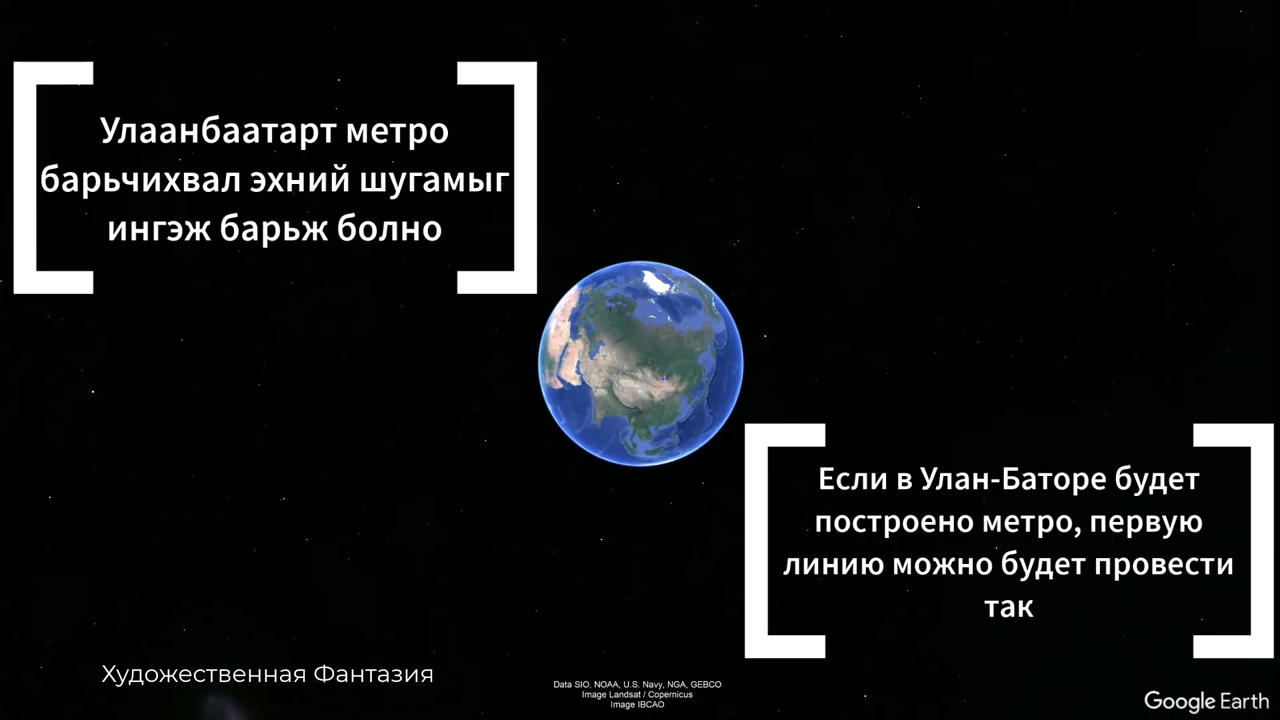 Улаанбаатарт метро
барьчихвал эхний шугамыг
ингэж барьж болно
Если в Улан-Баторе будет
построено метро, первую
линию можно будет провести
так
Художественная Фантазия
Data SIO, NOAA, U.S. Navy, NGA, GEBCO
Image Landsat / Copernicus
Image IBCAO
Google Earth